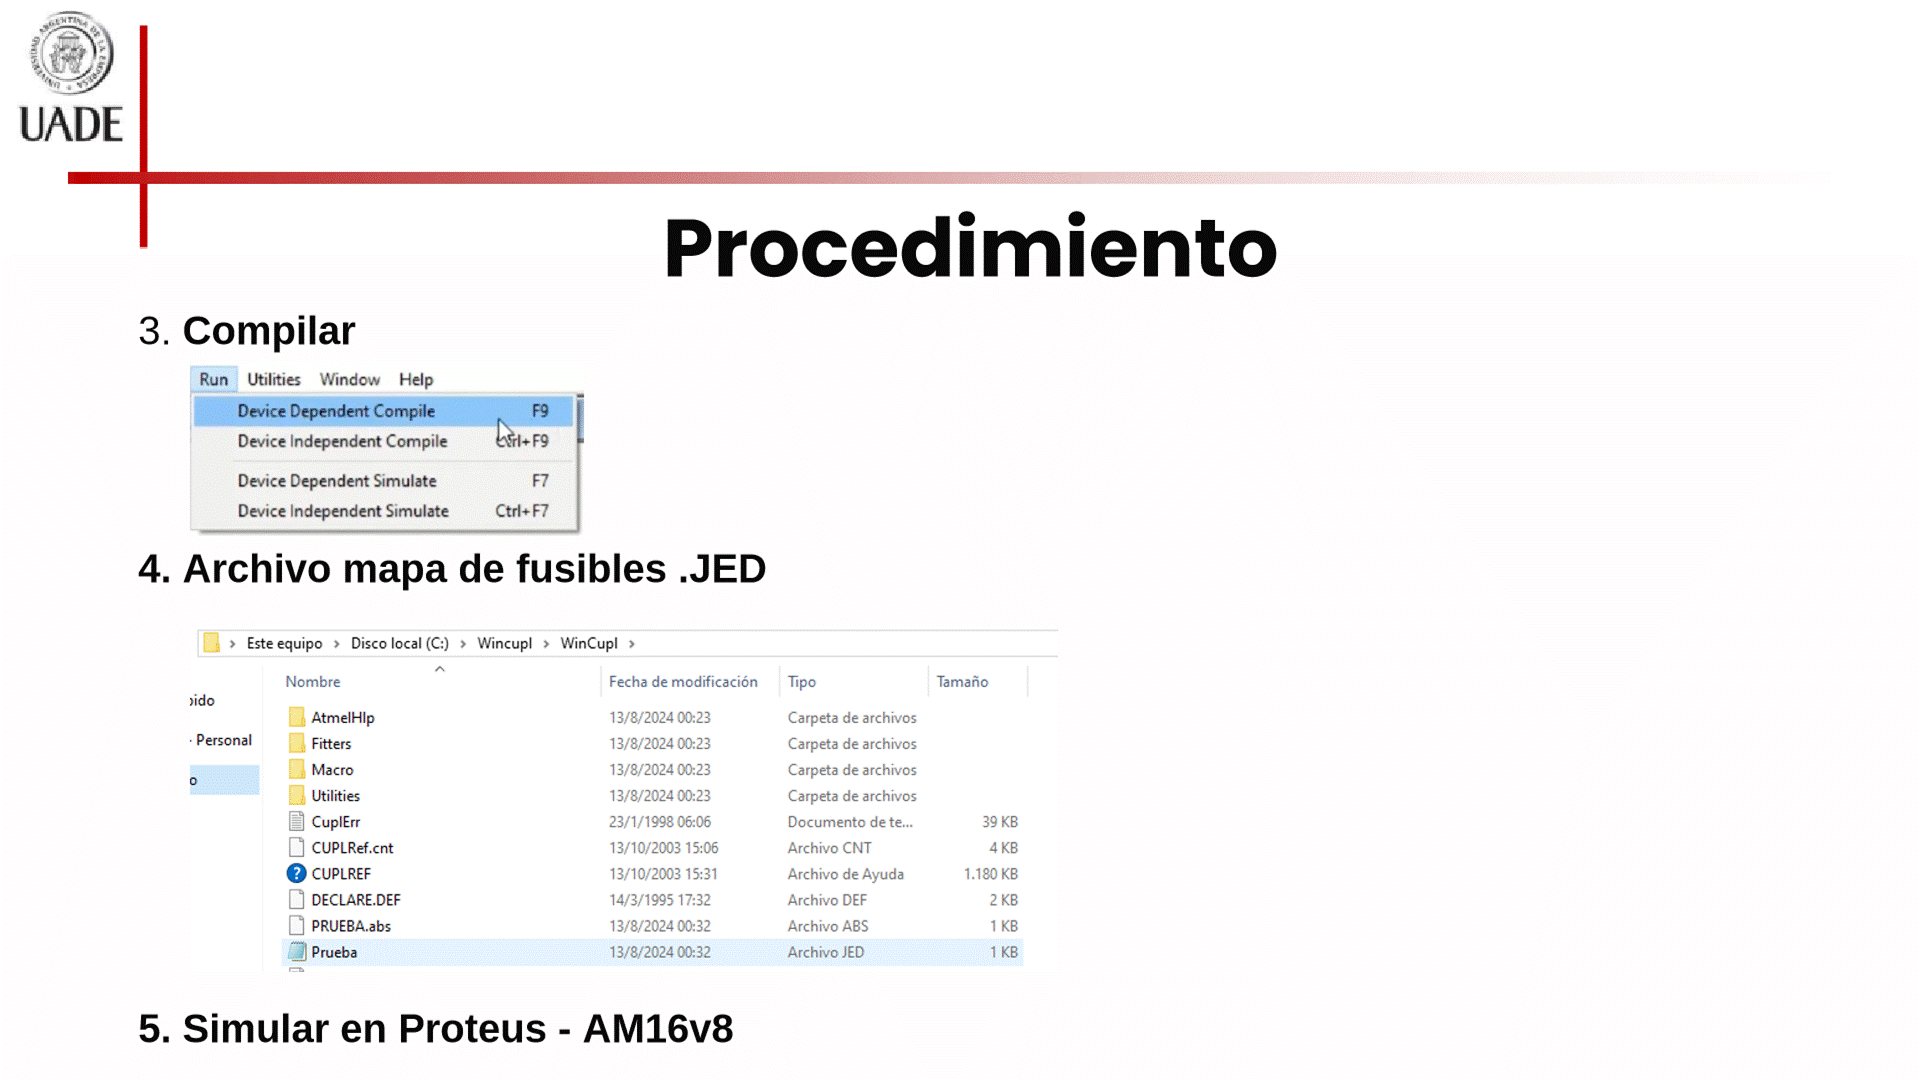 UNIVERSIDAD ARGENTINA DE LA EMPRESA
UADE
Procedimiento
3. Compilar
Run Utilities Window Help
Device Dependent Compile F9
Device Independent Compile Ctrl+F9
Device Dependent Simulate F7
Device Independent Simulate Ctrl+F7
4. Archivo mapa de fusibles .JED
Este equipo > Disco local (C:) > Wincupl > WinCupl >
Nombre Fecha de modificación Tipo Tamaño
AtmelHlp 13/8/2024 00:23 Carpeta de archivos
Fitters 13/8/2024 00:23 Carpeta de archivos
- Personal
Macro 13/8/2024 00:23 Carpeta de archivos
Utilities 13/8/2024 00:23 Carpeta de archivos
CuplErr 23/1/1998 06:06 Documento de te... 39 KB
CUPLRef.cnt 13/10/2003 15:06 Archivo CNT 4 KB
CUPLREF 13/10/2003 15:31 Archivo de Ayuda 1.180 KB
DECLARE.DEF 14/3/1995 17:32 Archivo DEF 2 KB
PRUEBA.abs 13/8/2024 00:32 Archivo ABS 1 KB
Prueba 13/8/2024 00:32 Archivo JED 1 KB
5. Simular en Proteus - AM16v8